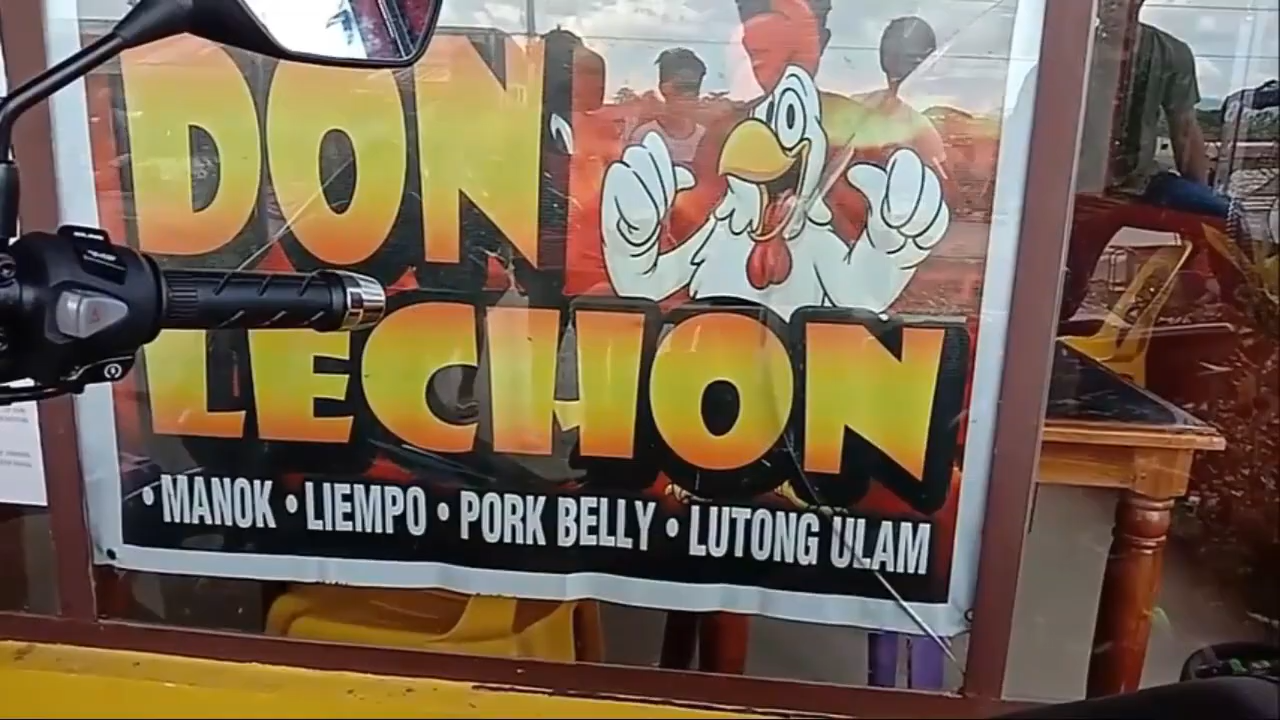 DON
LECHON
• MANOK • LIEMPO • PORK BELLY • LUTONG ULAM